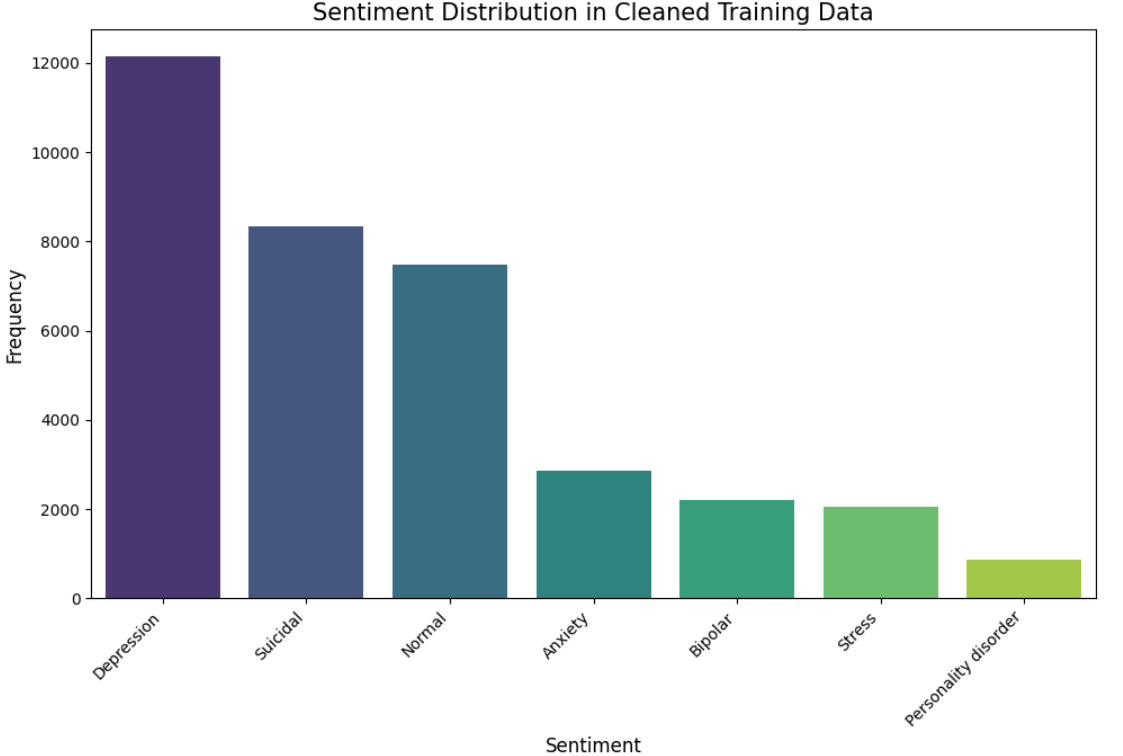 Sentiment Distribution in Cleaned Training Data
Frequency
12000
10000
8000
6000
4000
2000
0
Depression
Suicidal
Normal
Anxiety
Bipolar
Stress
Personality disorder
Sentiment